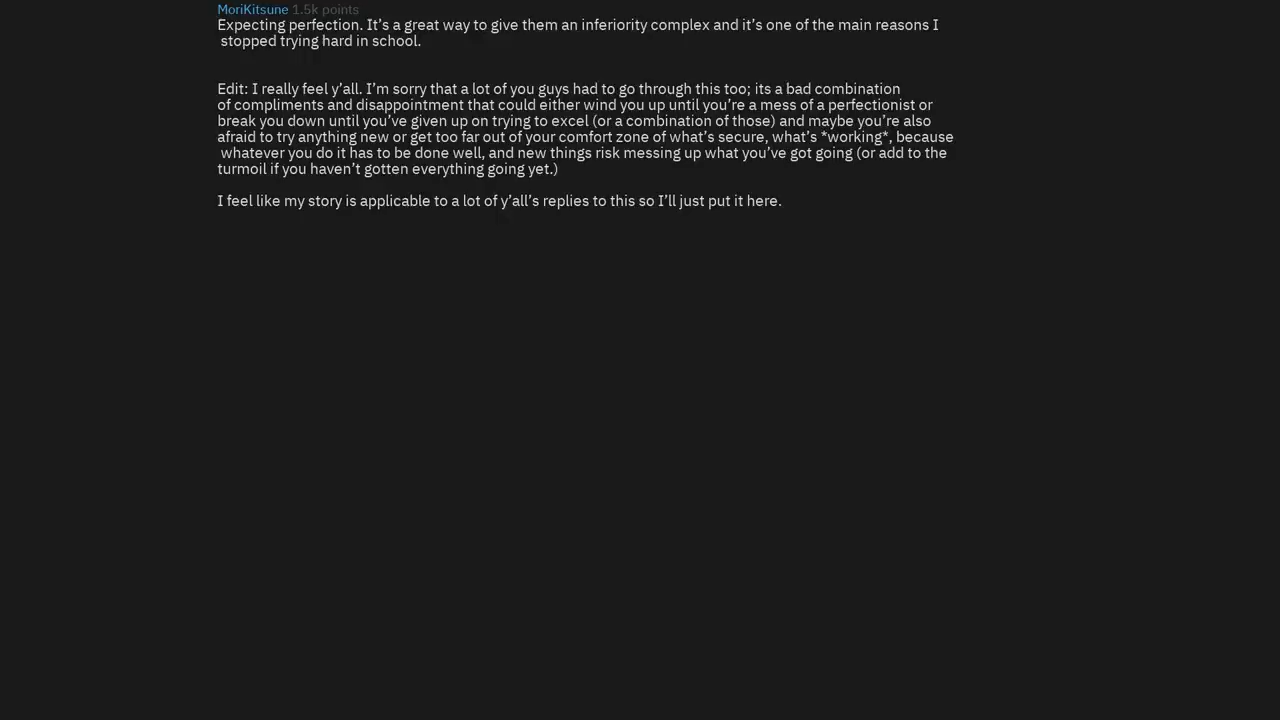 MoriKitsune 1.5k points
Expecting perfection. It’s a great way to give them an inferiority complex and it’s one of the main reasons I
stopped trying hard in school.
Edit: I really feel y’all. I’m sorry that a lot of you guys had to go through this too; its a bad combination
of compliments and disappointment that could either wind you up until you’re a mess of a perfectionist or
break you down until you’ve given up on trying to excel (or a combination of those) and maybe you’re also
afraid to try anything new or get too far out of your comfort zone of what’s secure, what’s *working*, because
whatever you do it has to be done well, and new things risk messing up what you’ve got going (or add to the
turmoil if you haven’t gotten everything going yet.)
I feel like my story is applicable to a lot of y’all’s replies to this so I’ll just put it here.